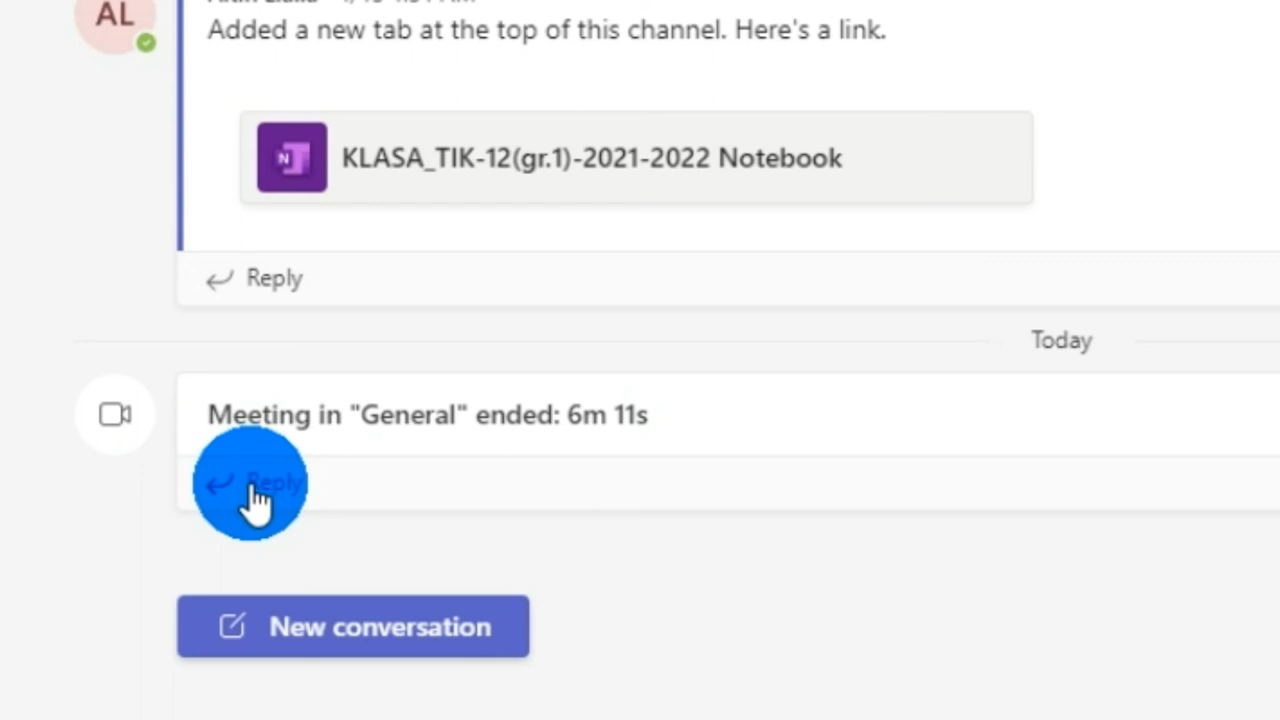 AL
Added a new tab at the top of this channel. Here's a link.
N
KLASA_TIK-12(gr.1)-2021-2022 Notebook
Reply
Today
Meeting in "General" ended: 6m 11s
Reply
New conversation